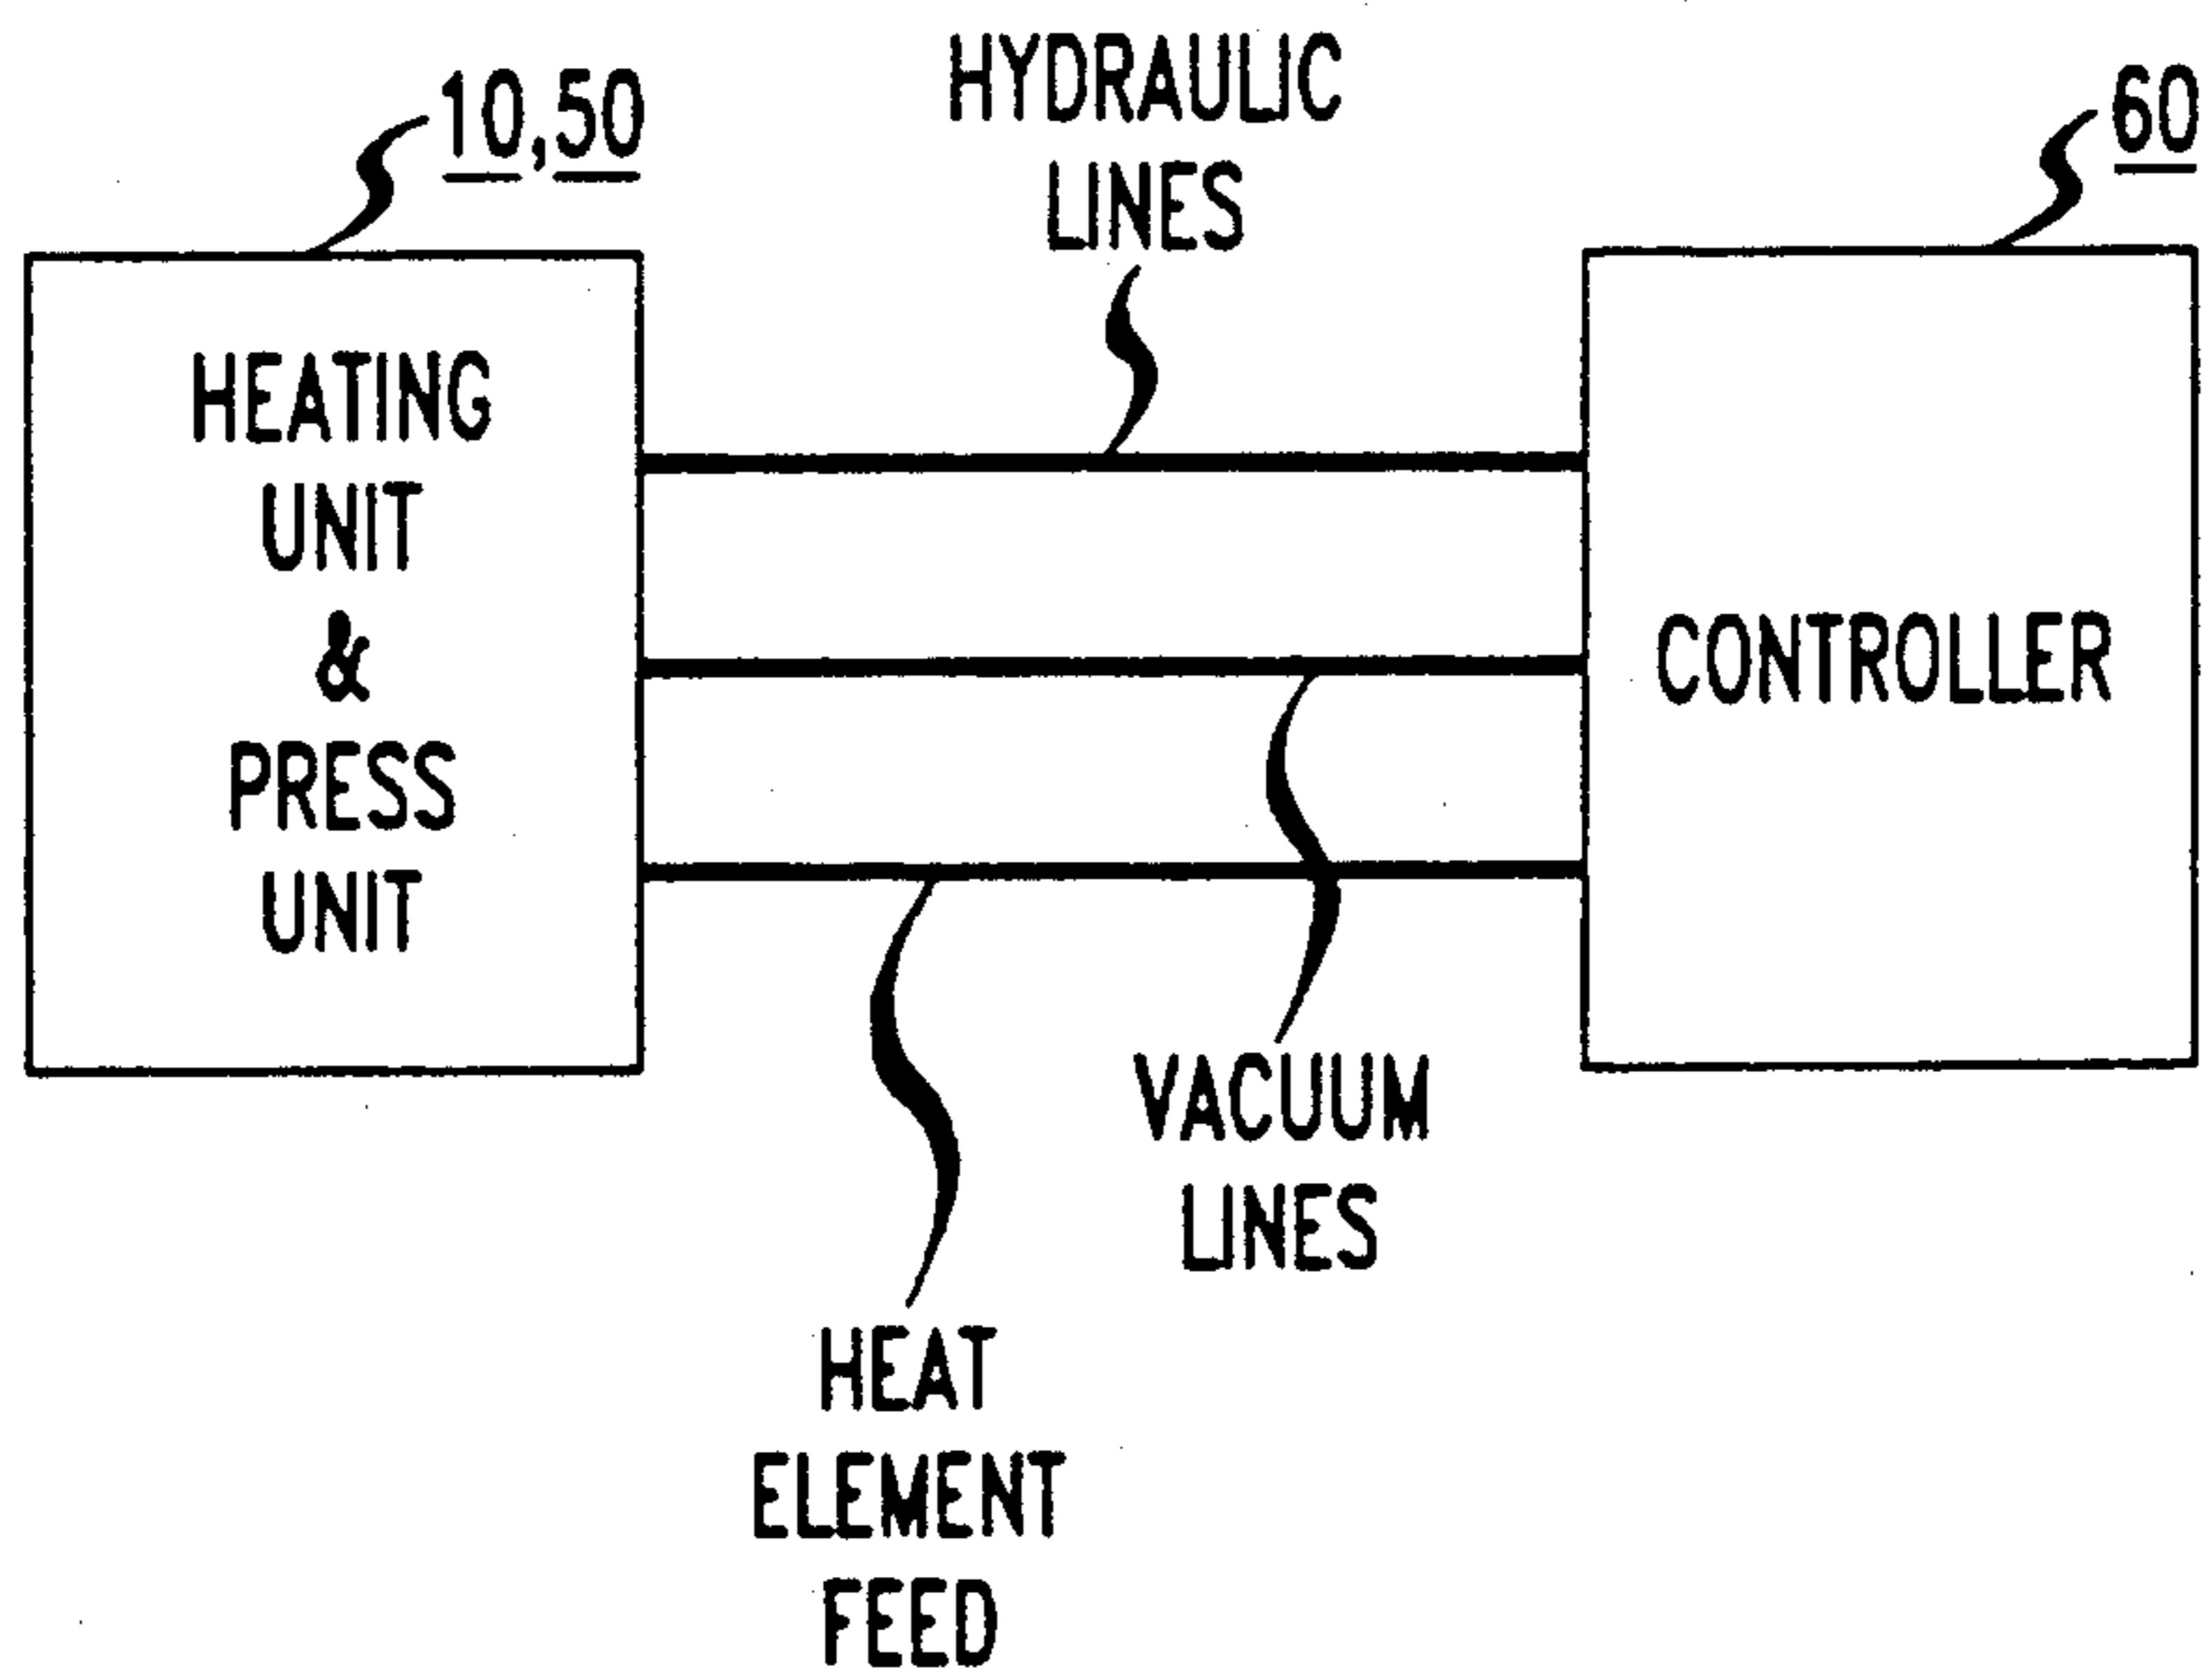 10,50
HYDRAULIC
LINES
60
HEATING
UNIT
&
PRESS
UNIT
CONTROLLER
VACUUM
LINES
HEAT
ELEMENT
FEED